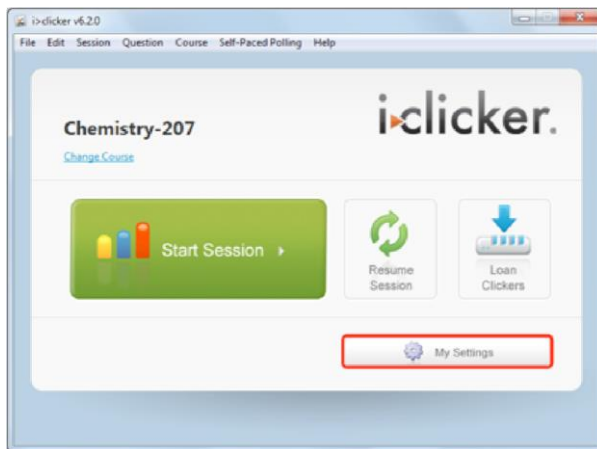 i>clicker v6.2.0
File Edit Session Question Course Self-Paced Polling Help
i>clicker.
Chemistry-207
Change Course
Start Session
Resume
Session
Loan
Clickers
My Settings